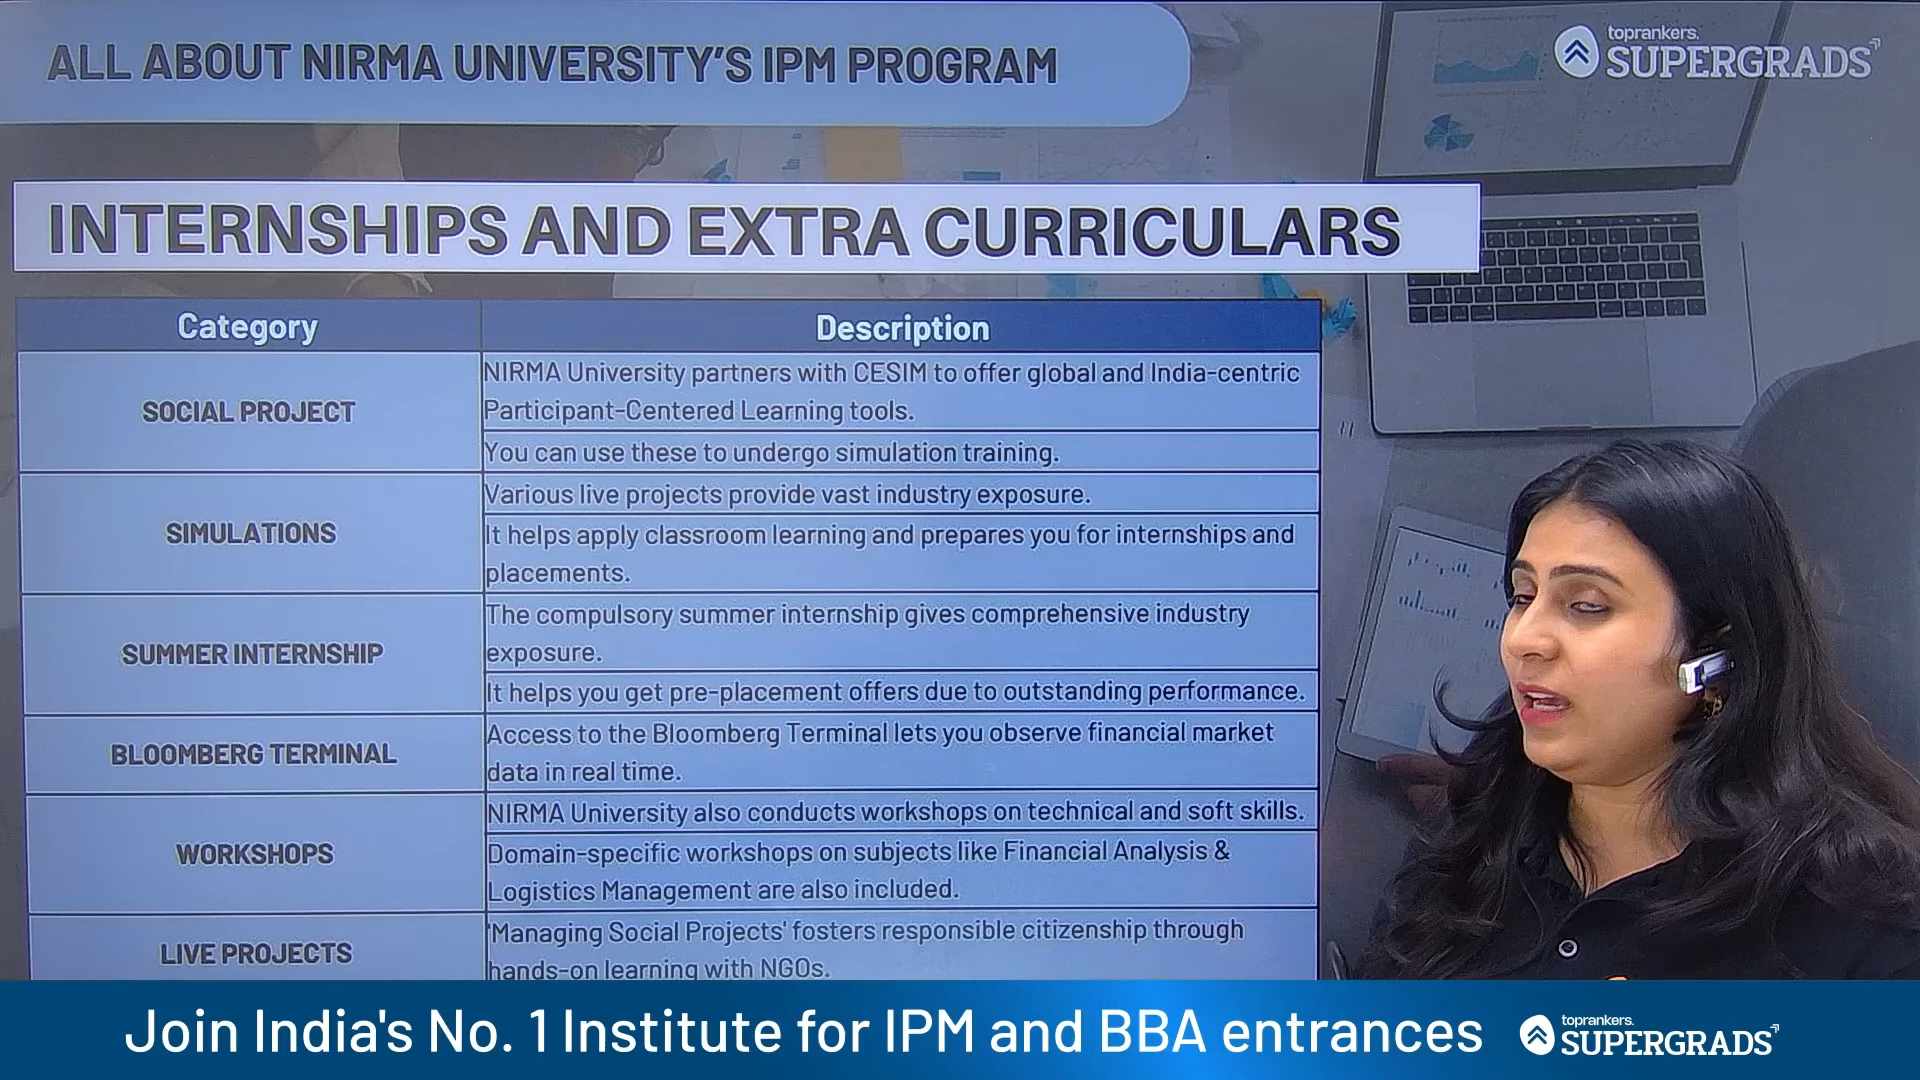 ALL ABOUT NIRMA UNIVERSITY'S IPM PROGRAM
toprankers.
SUPERGRADS
INTERNSHIPS AND EXTRA CURRICULARS
Category
Description
SOCIAL PROJECT
NIRMA University partners with CESIM to offer global and India-centric
Participant-Centered Learning tools.
You can use these to undergo simulation training.
SIMULATIONS
Various live projects provide vast industry exposure.
It helps apply classroom learning and prepares you for internships and
placements.
SUMMER INTERNSHIP
The compulsory summer internship gives comprehensive industry
exposure.
It helps you get pre-placement offers due to outstanding performance.
BLOOMBERG TERMINAL
Access to the Bloomberg Terminal lets you observe financial market
data in real time.
WORKSHOPS
NIRMA University also conducts workshops on technical and soft skills.
Domain-specific workshops on subjects like Financial Analysis &
Logistics Management are also included.
LIVE PROJECTS
'Managing Social Projects' fosters responsible citizenship through
hands-on learning with NGOs.
Join India's No. 1 Institute for IPM and BBA entrances
toprankers.
SUPERGRADS